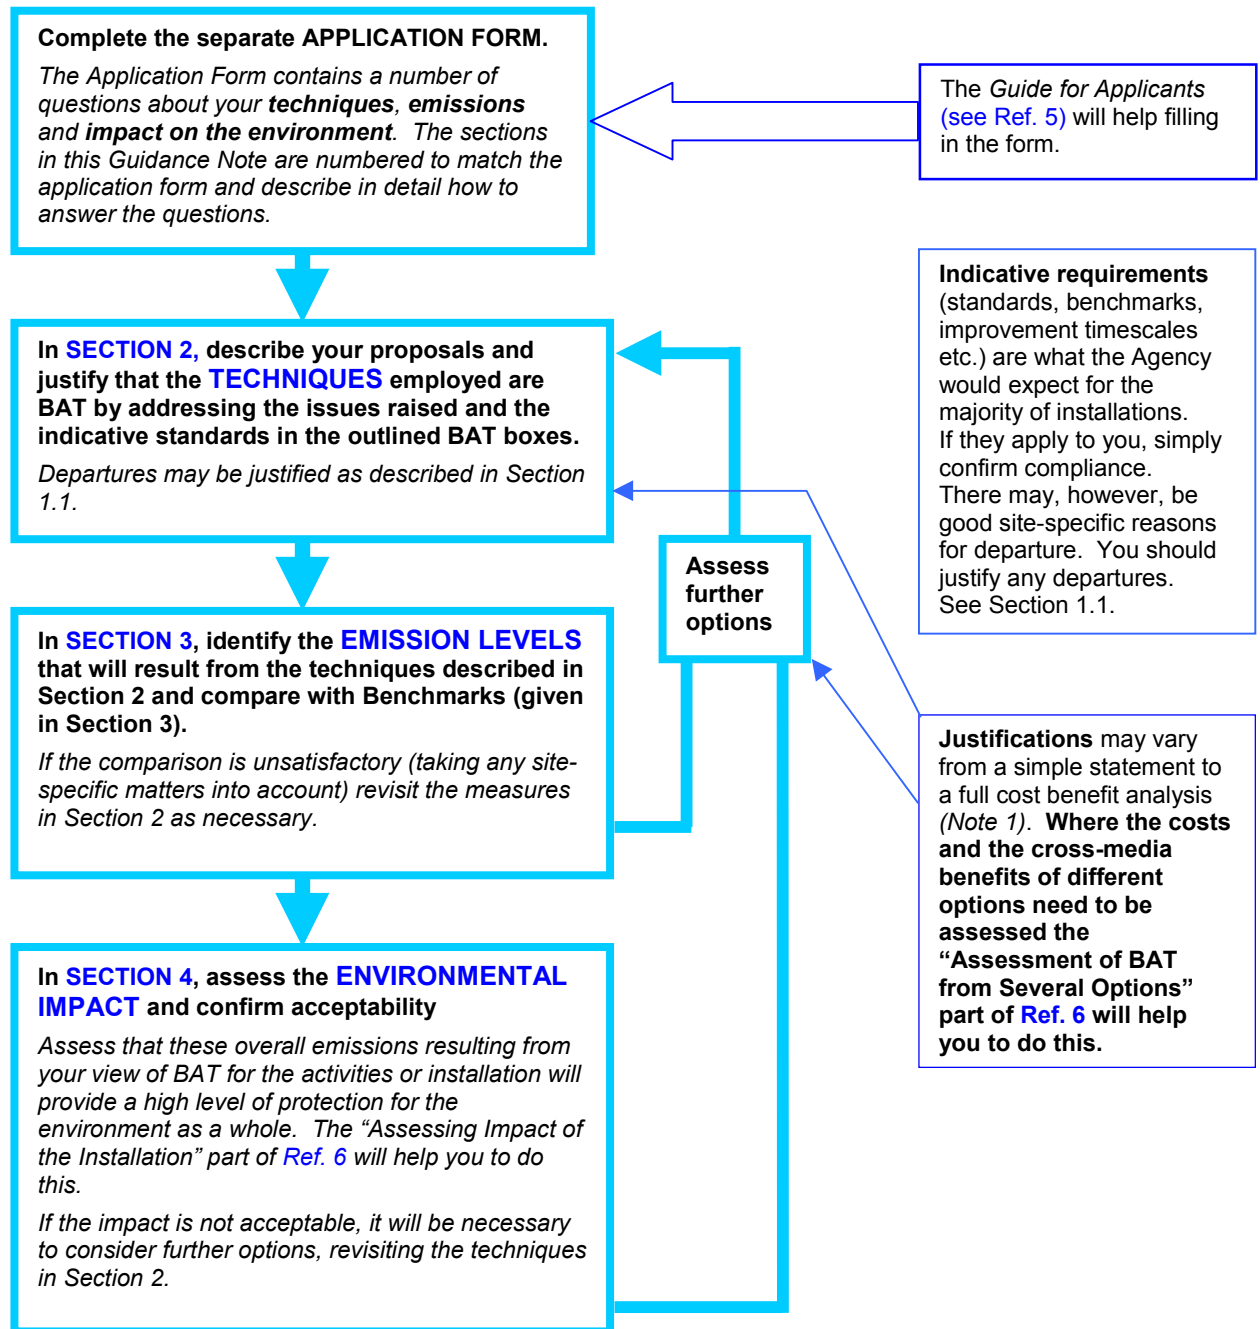 Complete the separate APPLICATION FORM.
The Application Form contains a number of
questions about your techniques, emissions
and impact on the environment.  The sections
in this Guidance Note are numbered to match the
application form and describe in detail how to
answer the questions.
The Guide for Applicants
(see Ref. 5) will help filling
in the form.
Indicative requirements
(standards, benchmarks,
improvement timescales
etc.) are what the Agency
would expect for the
majority of installations.
If they apply to you, simply
confirm compliance.
There may, however, be
good site-specific reasons
for departure.  You should
justify any departures.
See Section 1.1.
In SECTION 2, describe your proposals and
justify that the TECHNIQUES employed are
BAT by addressing the issues raised and the
indicative standards in the outlined BAT boxes.
Departures may be justified as described in Section
1.1.
Assess
further
options
In SECTION 3, identify the EMISSION LEVELS
that will result from the techniques described in
Section 2 and compare with Benchmarks (given
in Section 3).
If the comparison is unsatisfactory (taking any site-
specific matters into account) revisit the measures
in Section 2 as necessary.
Justifications may vary
from a simple statement to
a full cost benefit analysis
(Note 1).  Where the costs
and the cross-media
benefits of different
options need to be
assessed the
“Assessment of BAT
from Several Options”
part of Ref. 6 will help
you to do this.
In SECTION 4, assess the ENVIRONMENTAL
IMPACT and confirm acceptability
Assess that these overall emissions resulting from
your view of BAT for the activities or installation will
provide a high level of protection for the
environment as a whole.  The “Assessing Impact of
the Installation” part of Ref. 6 will help you to do
this.
If the impact is not acceptable, it will be necessary
to consider further options, revisiting the techniques
in Section 2.